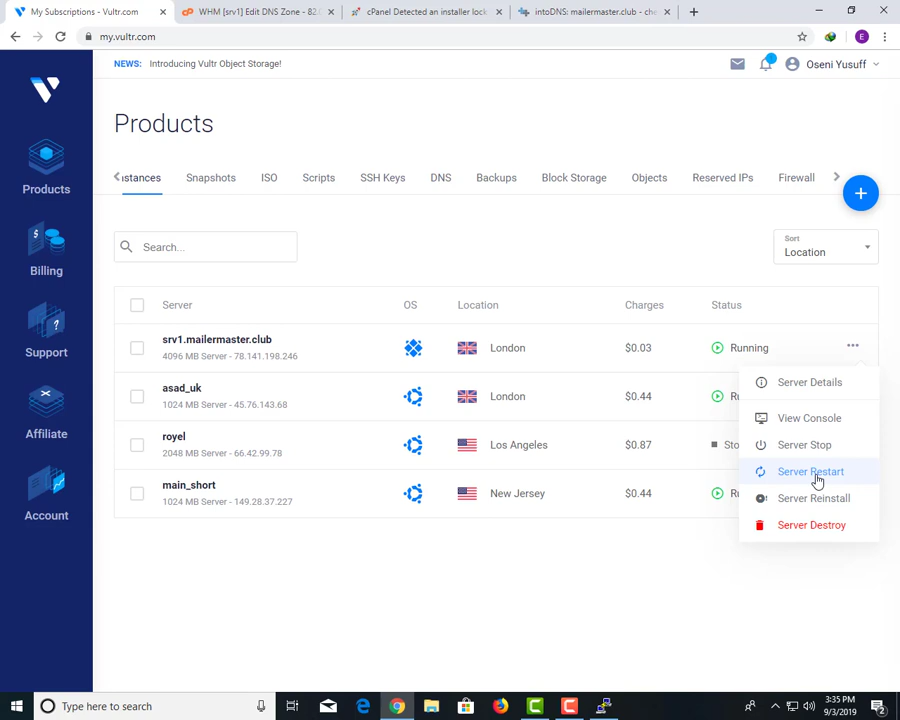 My Subscriptions - Vultr.com
WHM [srv1] Edit DNS Zone - 82.
cPanel Detected an installer lock
intoDNS: mailermaster.club - che
my.vultr.com
E
NEWS: Introducing Vultr Object Storage!
Oseni Yusuff
Products
Products
Billing
Support
Affiliate
Account
nstances
Snapshots
ISO
Scripts
SSH Keys
DNS
Backups
Block Storage
Objects
Reserved IPs
Firewall
Search...
Sort
Location
Server OS Location Charges Status
srv1.mailermaster.club
4096 MB Server - 78.141.198.246
London $0.03 Running
asad_uk
1024 MB Server - 45.76.143.68
London $0.44 Ru
royel
2048 MB Server - 66.42.99.78
Los Angeles $0.87 Sto
main_short
1024 MB Server - 149.28.37.227
New Jersey $0.44 Ru
Server Details
View Console
Server Stop
Server Restart
Server Reinstall
Server Destroy
Type here to search
3:35 PM
9/3/2019
2